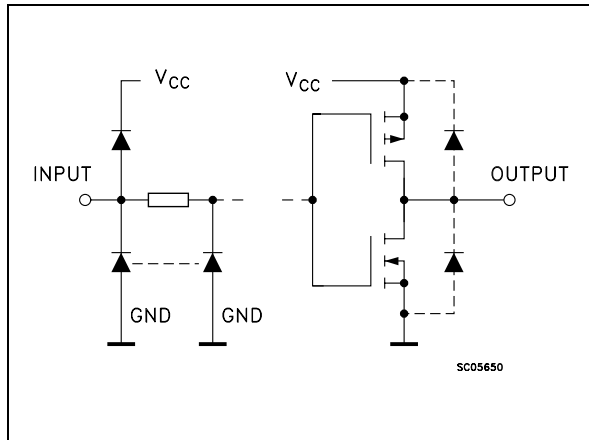 VCC
VCC
INPUT
OUTPUT
GND
GND
SC05650